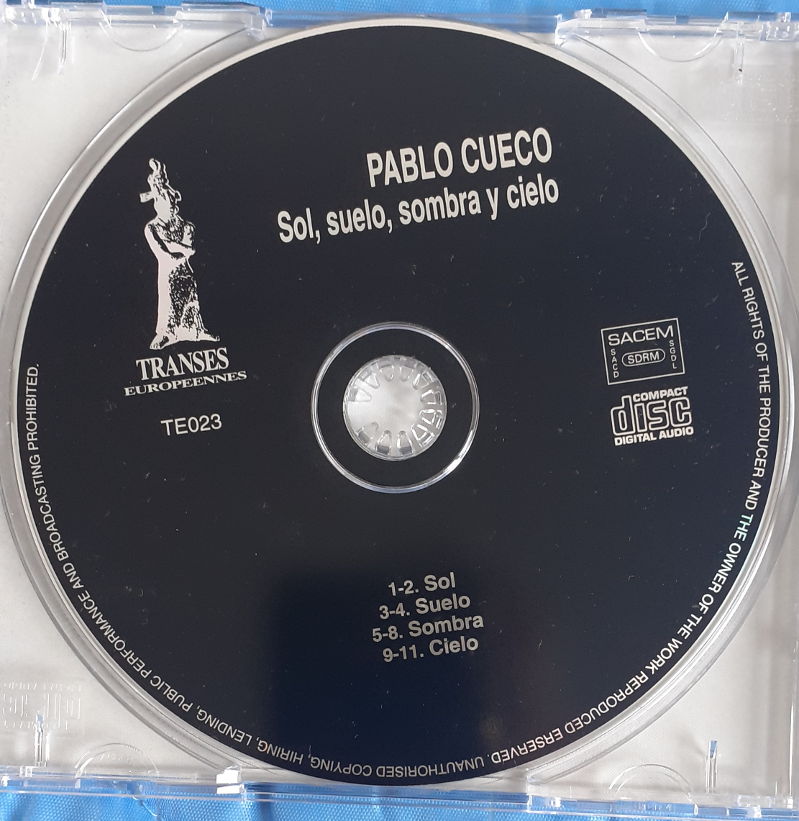 PABLO CUECO
Sol, suelo, sombra y cielo
TRANSES
EUROPEENNES
TE023
SACEM
SACD
SDRM
SGDL
COMPACT
disc
DIGITAL AUDIO
1-2. Sol
3-4. Suelo
5-8. Sombra
9-11. Cielo
ALL RIGHTS OF THE PRODUCER AND THE OWNER OF THE WORK REPRODUCED ERSERVED. UNAUTHORISED COPYING, HIRING, LENDING, PUBLIC PERFORMANCE AND BROADCASTING PROHIBITED.